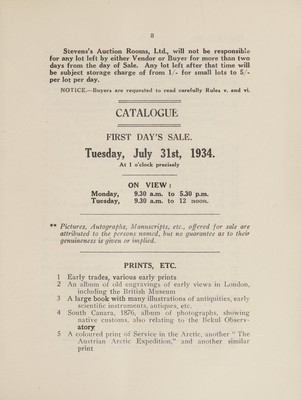 8
Stevens's Auction Rooms, Ltd., will not be responsible
for any lot left by either Vendor or Buyer for more than two
days from the day of Sale. Any lot left after that time will
be subject storage charge of from 1/- for small lots to 5/-
per lot per day.
NOTICE.—Buyers are requested to read carefully Rules v. and vi.
CATALOGUE
FIRST DAY'S SALE.
Tuesday, July 31st, 1934.
At 1 o'clock precisely
ON VIEW:
Monday, 9.30 a.m. to 5.30 p.m.
Tuesday, 9.30 a.m. to 12 noon.
** Pictures, Autographs, Manuscripts, etc., offered for sale are
attributed to the persons named, but no guarantee as to their
genuineness is given or implied.
PRINTS, ETC.
1 Early trades, various early prints
2 An album of old engravings of early views in London,
including the British Museum
3 A large book with many illustrations of antiquities, early
scientific instruments, antiques, etc.
4 South Canara, 1876, album of photographs, showing
native customs, also relating to the Bekul Observ-
atory
5 A coloured print of Service in the Arctic, another "The
Austrian Arctic Expedition," and another similar
print